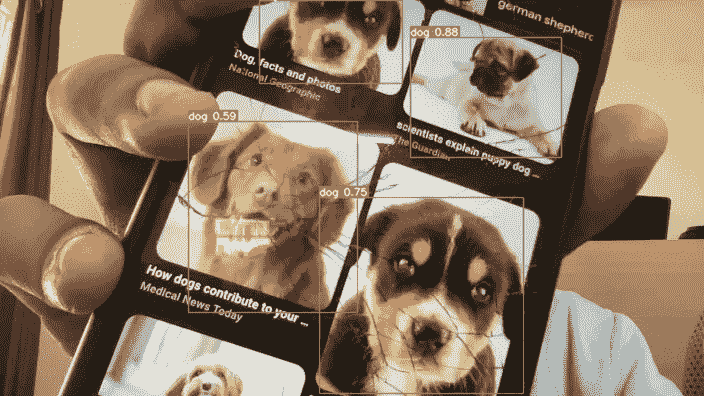 german shepherd
dog 0.88
Dog, facts and photos
National Geographic
dog 0.59
scientists explain puppy dog ...
The Guardian
dog 0.75
How dogs contribute to your ...
Medical News Today